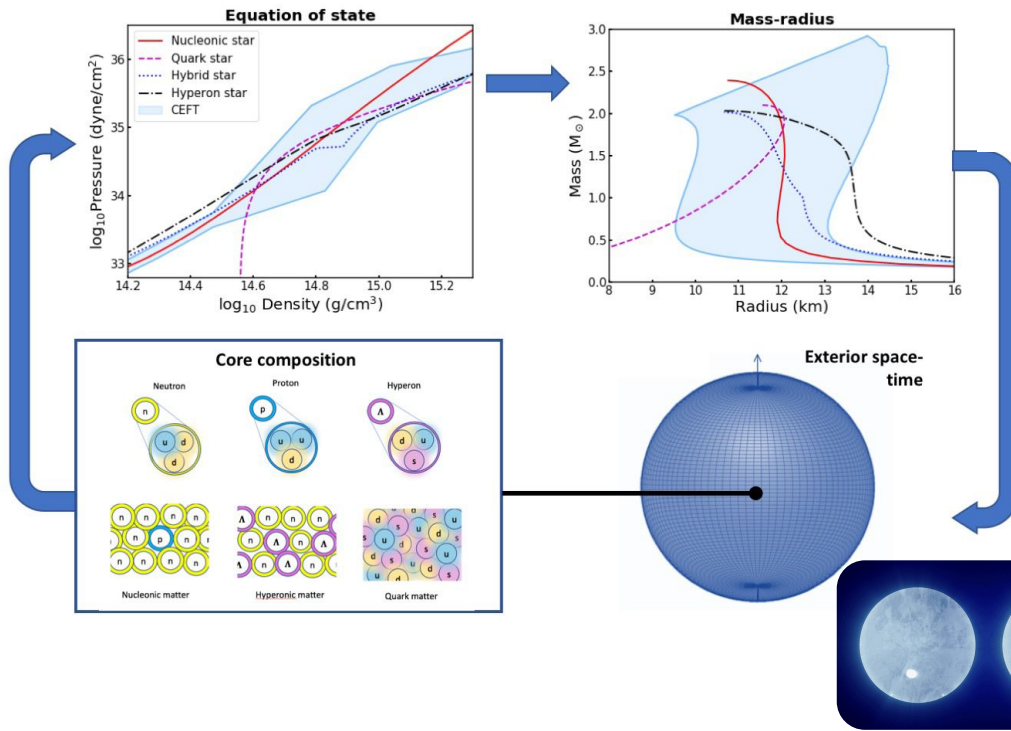 Equation of state
Nucleonic star
Quark star
Hybrid star
Hyperon star
CEFT
log₁₀Pressure (dyne/cm²)
36
35
34
33
14.2 14.4 14.6 14.8 15.0 15.2
log₁₀ Density (g/cm³)
Mass-radius
Mass (M☉)
3.0
2.5
2.0
1.5
1.0
0.5
0.0
8 9 10 11 12 13 14 15 16
Radius (km)
Core composition
Neutron Proton Hyperon
n p Λ
u d u u d u
d d s
n n n n Λ n n n Λ d s u
n p n Λ n Λ
n n n n n Λ n
Nucleonic matter Hyperonic matter Quark matter
Exterior space-
time